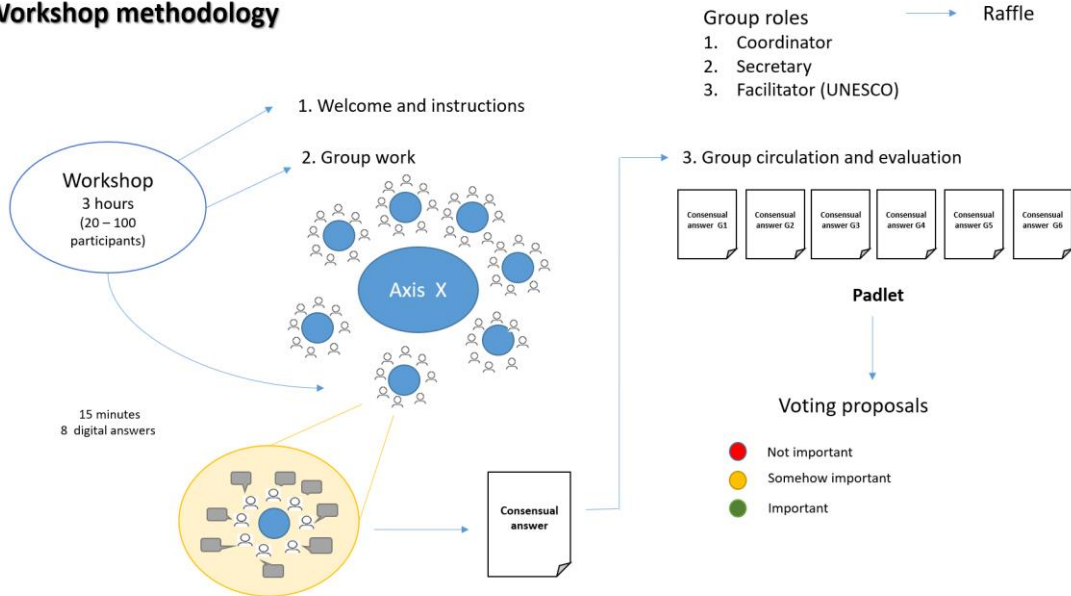 Workshop methodology
Group roles
1. Coordinator
2. Secretary
3. Facilitator (UNESCO)
Raffle
1. Welcome and instructions
2. Group work
Workshop
3 hours
(20 – 100
participants)
Axis X
15 minutes
8 digital answers
Consensual
answer
3. Group circulation and evaluation
Consensual
answer G1
Consensual
answer G2
Consensual
answer G3
Consensual
answer G4
Consensual
answer G5
Consensual
answer G6
Padlet
Voting proposals
Not important
Somehow important
Important